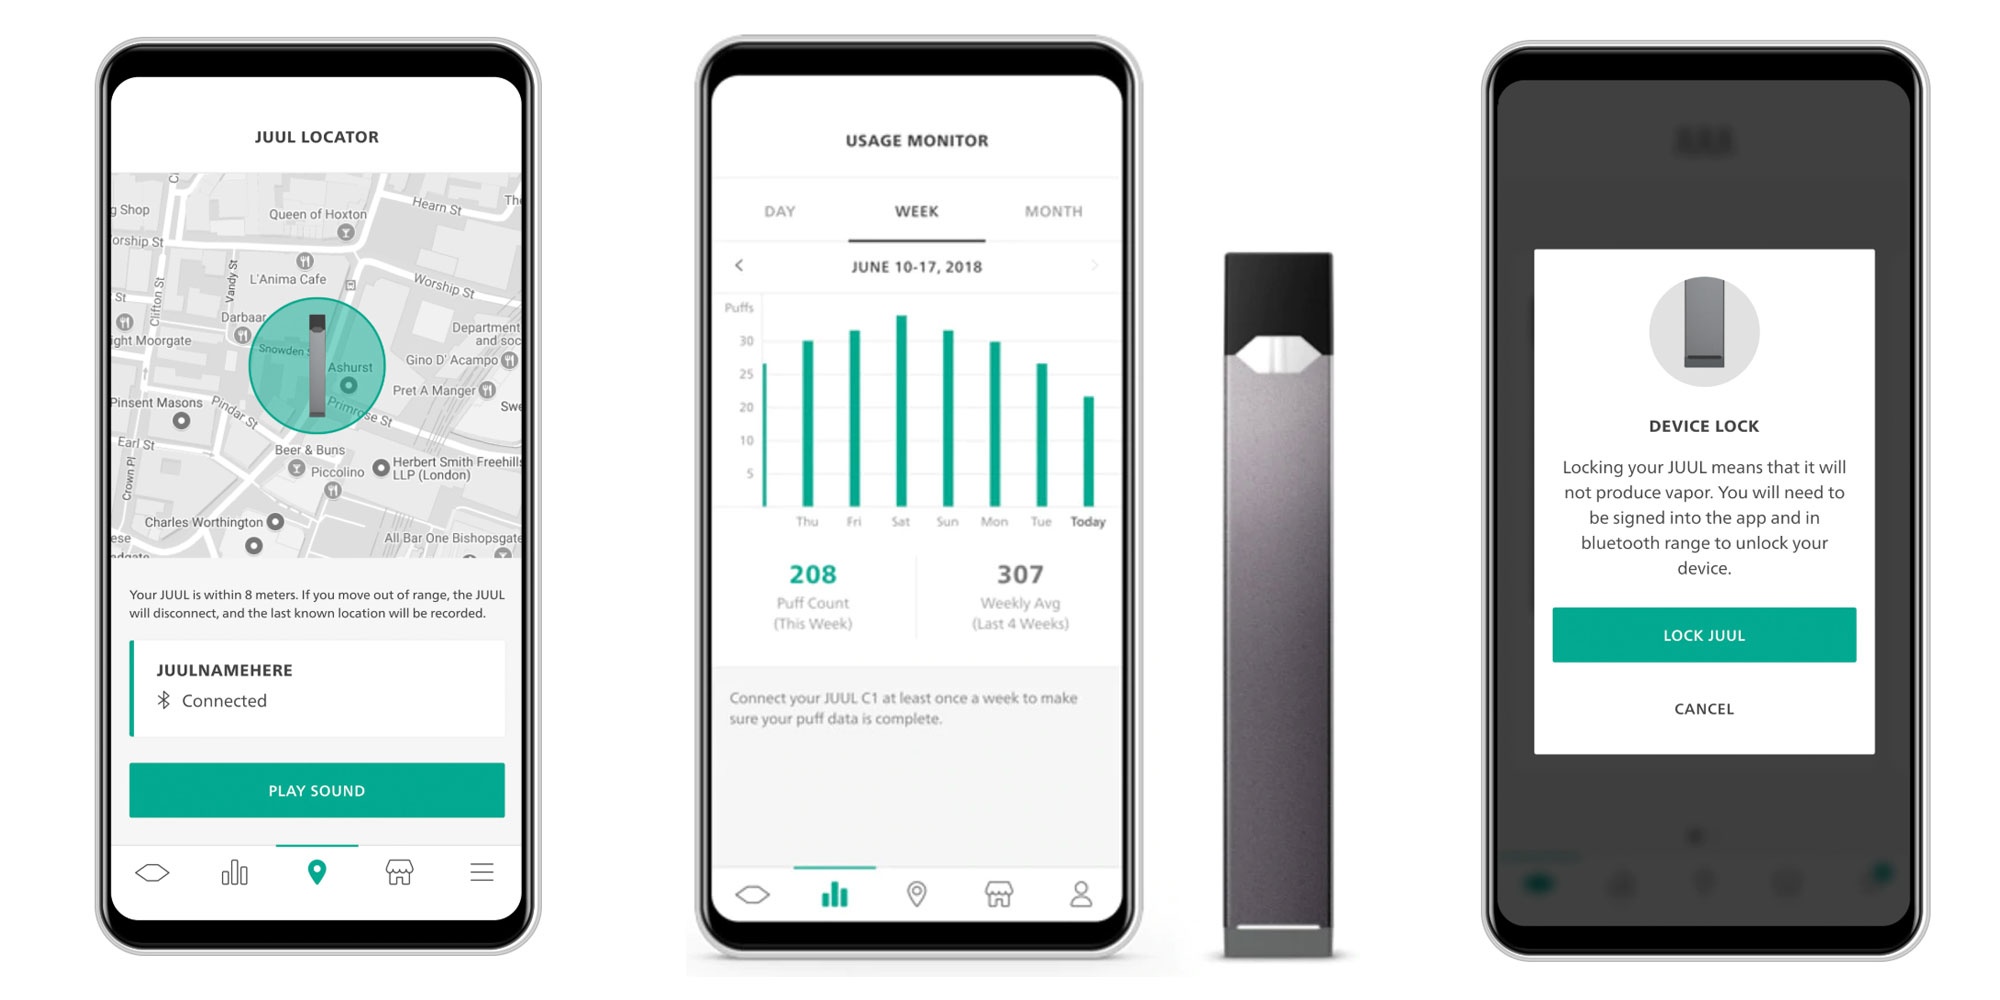 JUUL LOCATOR
g Shop
Queen of Hoxton
Hearn St
orship St
L'Anima Cafe
Vandy St
Worship St
St
Clifton St
Darbaar
Department
and soc
ight Moorgate
Snowden S
Gino D' Acampo
Ashurst
Pret A Manger
Pinsent Masons
Pindar St
Primrose St
Swe
Earl St
Beer & Buns
Crown Pl
Piccolino
Herbert Smith Freehills
LLP (London)
Charles Worthington
All Bar One Bishopsgate
Your JUUL is within 8 meters. If you move out of range, the JUUL
will disconnect, and the last known location will be recorded.
JUULNAMEHERE
Connected
PLAY SOUND
USAGE MONITOR
DAY WEEK MONTH
JUNE 10-17, 2018
Puffs
30
25
20
10
5
Thu Fri Sat Sun Mon Tue Today
208 307
Puff Count Weekly Avg
(This Week) (Last 4 Weeks)
Connect your JUUL C1 at least once a week to make
sure your puff data is complete.
DEVICE LOCK
Locking your JUUL means that it will
not produce vapor. You will need to
be signed into the app and in
bluetooth range to unlock your
device.
LOCK JUUL
CANCEL